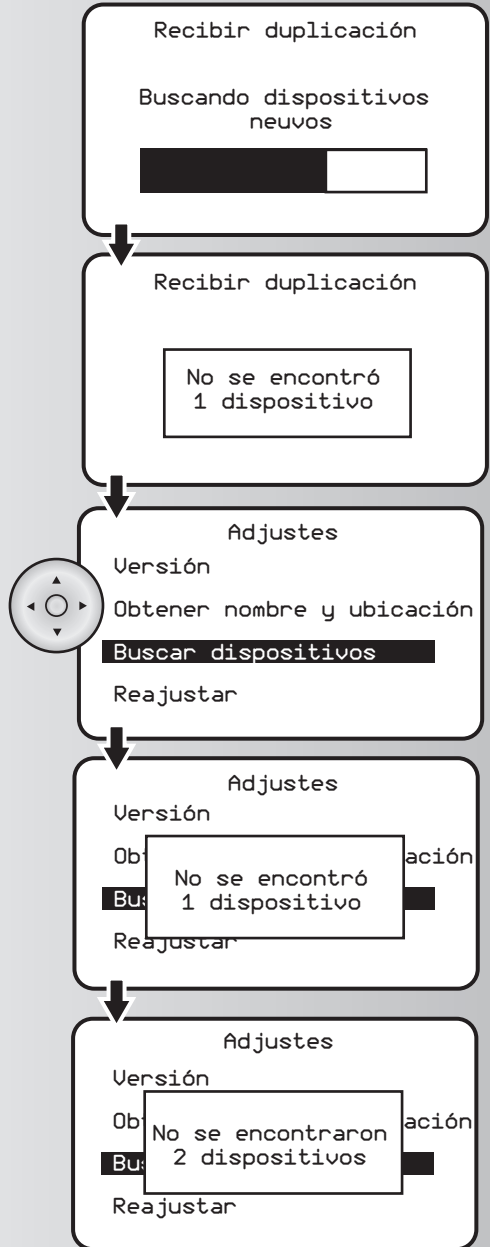 Recibir duplicación
Buscando dispositivos
neuvos
Recibir duplicación
No se encontró
1 dispositivo
Adjustes
Versión
Obtener nombre y ubicación
Buscar dispositivos
Reajustar
Adjustes
Versión
Obt
ación
No se encontró
Bus
1 dispositivo
Reajustar
Adjustes
Versión
Ob
ación
No se encontraron
Bus
2 dispositivos
Reajustar